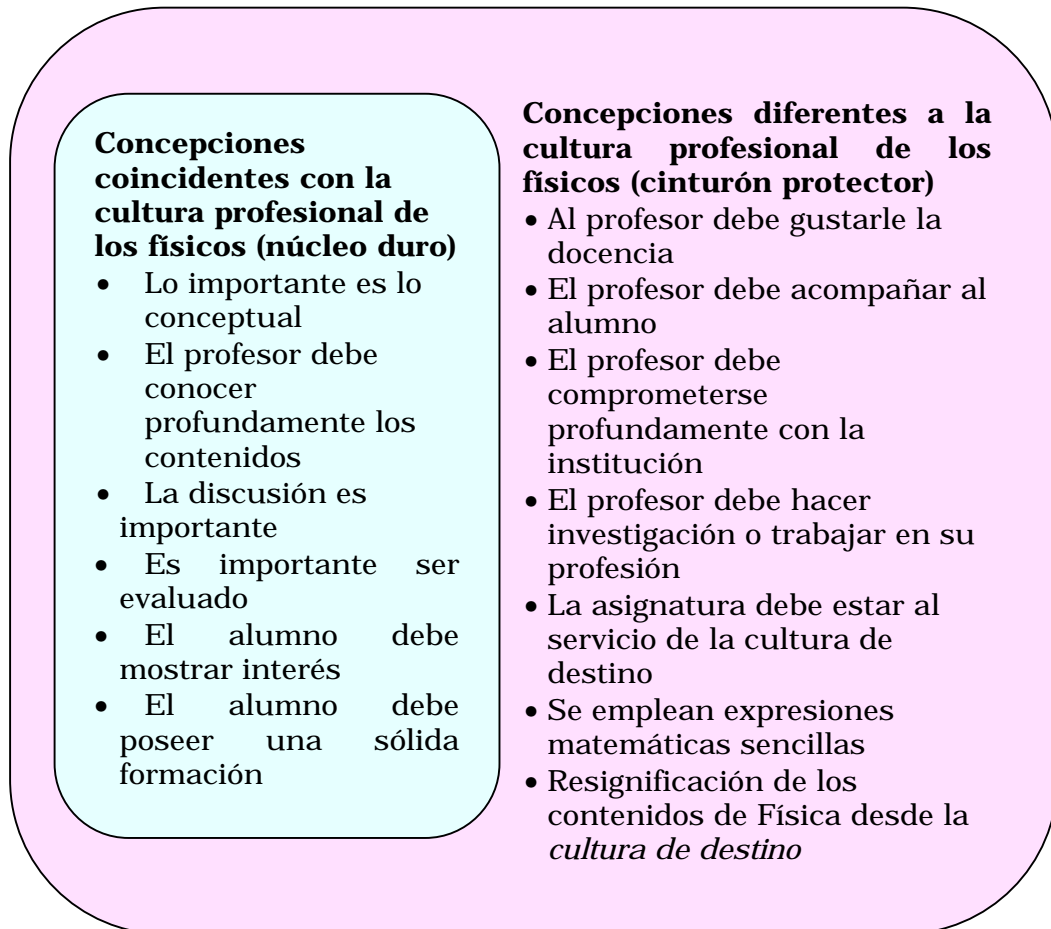 Concepciones
coincidentes con la
cultura profesional de
los físicos (núcleo duro)
• Lo importante es lo
conceptual
• El profesor debe
conocer
profundamente los
contenidos
• La discusión es
importante
• Es importante ser
evaluado
• El alumno debe
mostrar interés
• El alumno debe
poseer una sólida
formación
Concepciones diferentes a la
cultura profesional de los
físicos (cinturón protector)
• Al profesor debe gustarle la
docencia
• El profesor debe acompañar al
alumno
• El profesor debe
comprometerse
profundamente con la
institución
• El profesor debe hacer
investigación o trabajar en su
profesión
• La asignatura debe estar al
servicio de la cultura de
destino
• Se emplean expresiones
matemáticas sencillas
• Resignificación de los
contenidos de Física desde la
cultura de destino